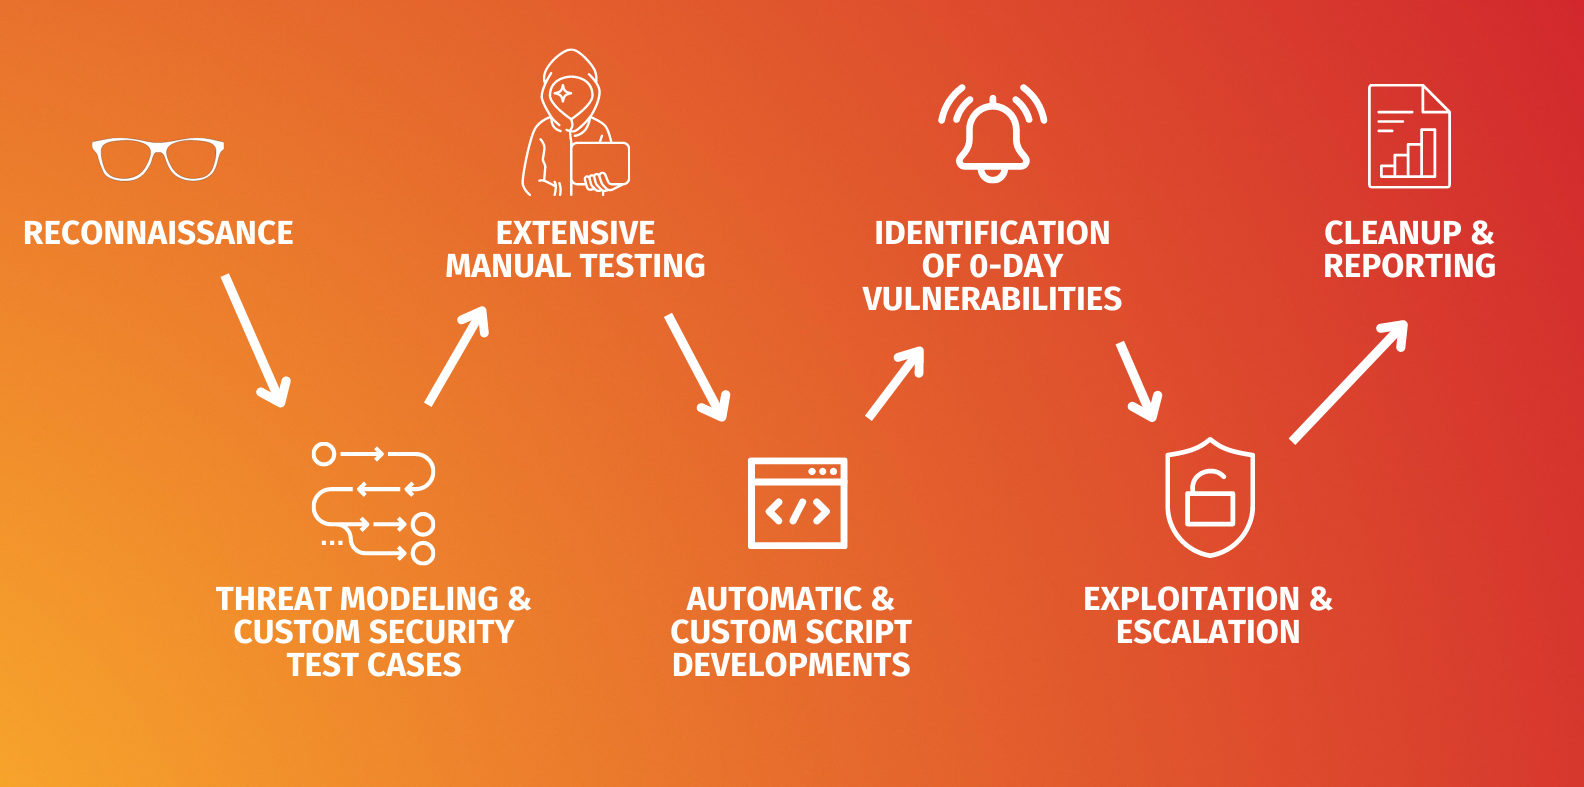 RECONNAISSANCE
THREAT MODELING &
CUSTOM SECURITY
TEST CASES
EXTENSIVE
MANUAL TESTING
AUTOMATIC &
CUSTOM SCRIPT
DEVELOPMENTS
IDENTIFICATION
OF 0-DAY
VULNERABILITIES
EXPLOITATION &
ESCALATION
CLEANUP &
REPORTING